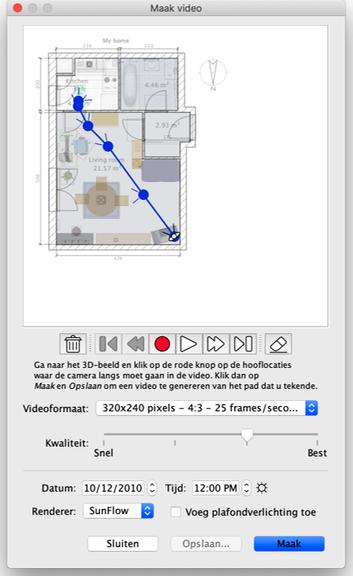 Maak video
My home
Kitchen
4.46 m²
N
2.93 m²
Living room
21.57 m²
Ga naar het 3D-beeld en klik op de rode knop op de hooflocaties
waar de camera langs moet gaan in de video. Klik dan op
Maak en Opslaan om een video te genereren van het pad dat u tekende.
Videoformaat: 320x240 pixels – 4:3 – 25 frames/seco...
Kwaliteit:
Snel Best
Datum: 10/12/2010 Tijd: 12:00 PM
Renderer: SunFlow Voeg plafondverlichting toe
Sluiten Opslaan... Maak